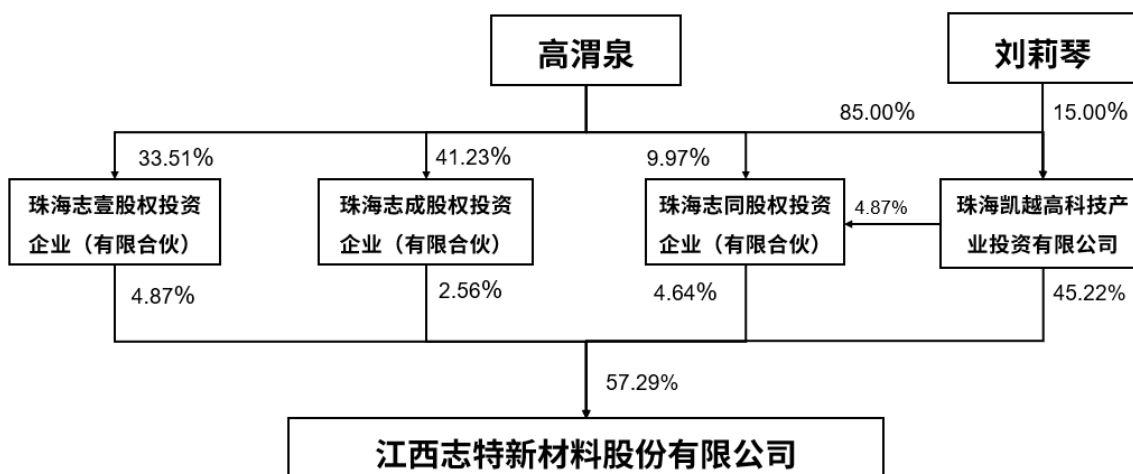 高渭泉
刘莉琴
85.00%
15.00%
33.51%
41.23%
9.97%
珠海志壹股权投资
企业（有限合伙）
珠海志成股权投资
企业（有限合伙）
珠海志同股权投资
企业（有限合伙）
4.87%
珠海凯越高科技产
业投资有限公司
4.87%
2.56%
4.64%
45.22%
57.29%
江西志特新材料股份有限公司